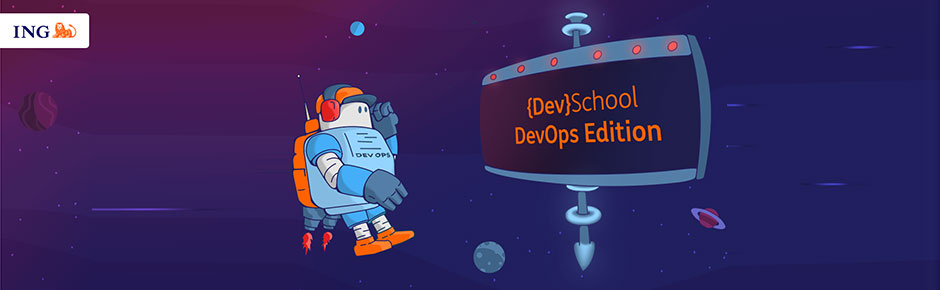 ING
{Dev}School
DevOps Edition
DEV OPS